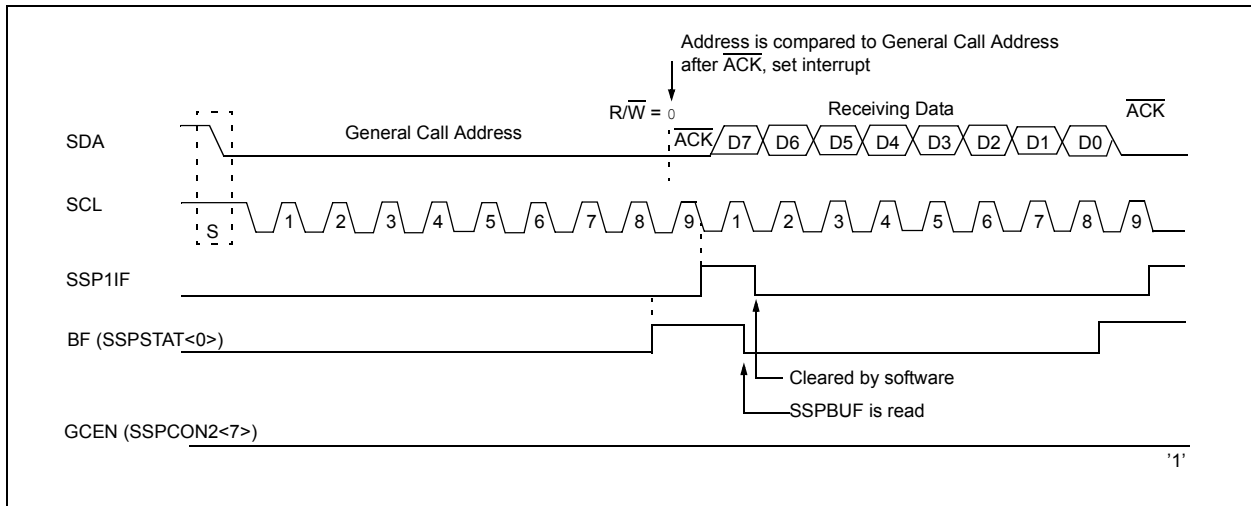 Address is compared to General Call Address
after ACK, set interrupt
R/W = 0
Receiving Data
ACK
SDA
General Call Address
ACK
D7 D6 D5 D4 D3 D2 D1 D0
SCL
S
1 2 3 4 5 6 7 8 9 1 2 3 4 5 6 7 8 9
SSP1IF
BF (SSPSTAT<0>)
Cleared by software
SSPBUF is read
GCEN (SSPCON2<7>)
'1'